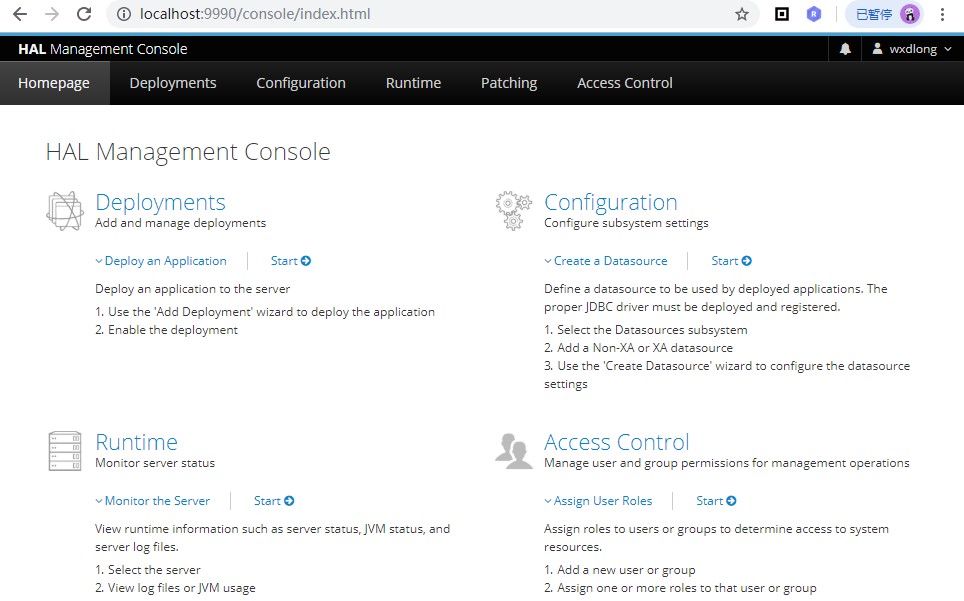 localhost:9990/console/index.html
已暂停
HAL Management Console
wxdlong
Homepage
Deployments
Configuration
Runtime
Patching
Access Control
HAL Management Console
Deployments
Add and manage deployments
Deploy an Application
Start
Deploy an application to the server
1. Use the 'Add Deployment' wizard to deploy the application
2. Enable the deployment
Configuration
Configure subsystem settings
Create a Datasource
Start
Define a datasource to be used by deployed applications. The
proper JDBC driver must be deployed and registered.
1. Select the Datasources subsystem
2. Add a Non-XA or XA datasource
3. Use the 'Create Datasource' wizard to configure the datasource
settings
Runtime
Monitor server status
Monitor the Server
Start
View runtime information such as server status, JVM status, and
server log files.
1. Select the server
2. View log files or JVM usage
Access Control
Manage user and group permissions for management operations
Assign User Roles
Start
Assign roles to users or groups to determine access to system
resources.
1. Add a new user or group
2. Assign one or more roles to that user or group